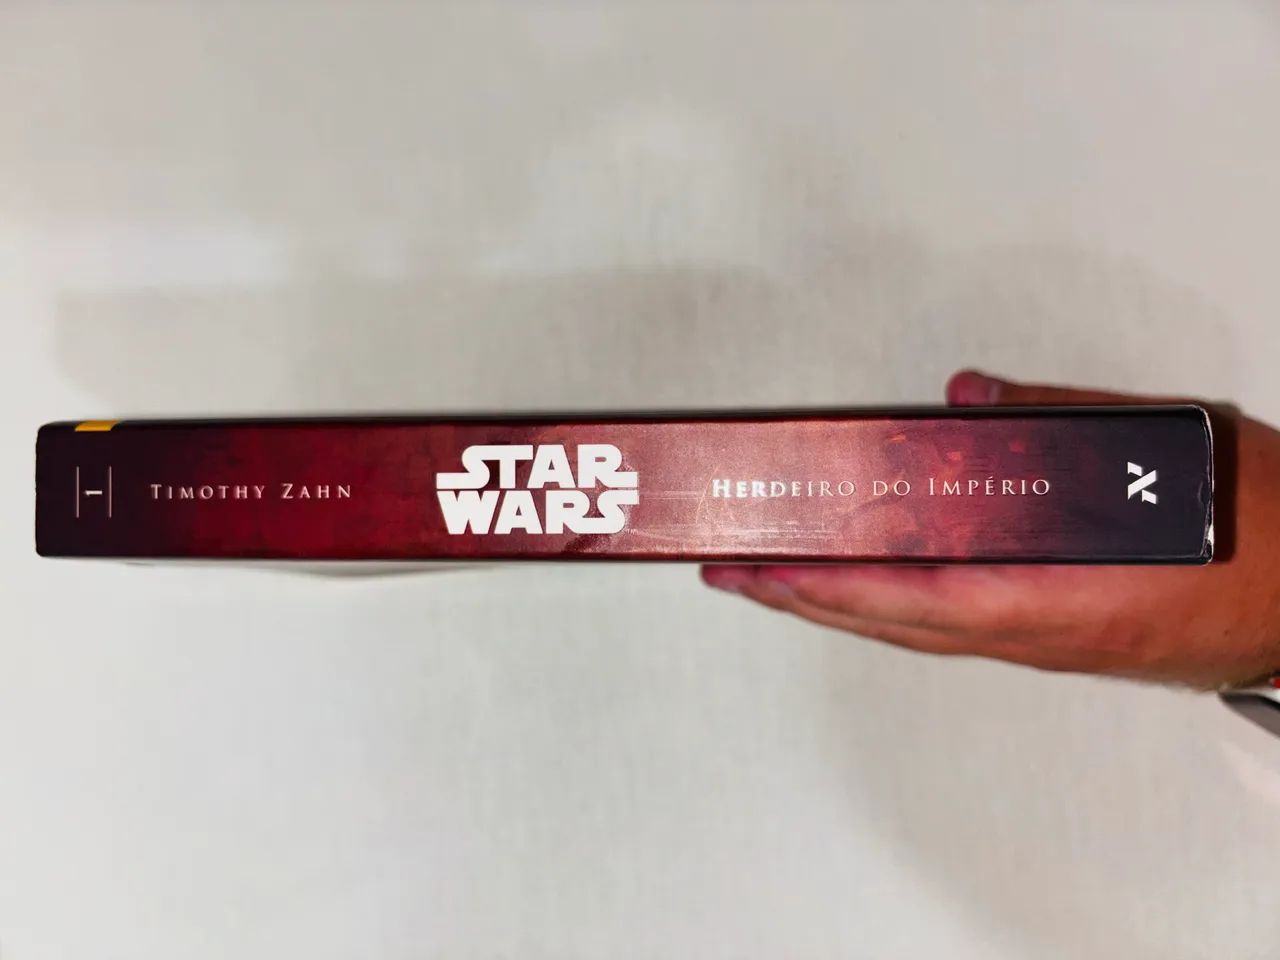 1
TIMOTHY ZAHN
STAR
WARS
HERDEIRO DO IMPÉRIO